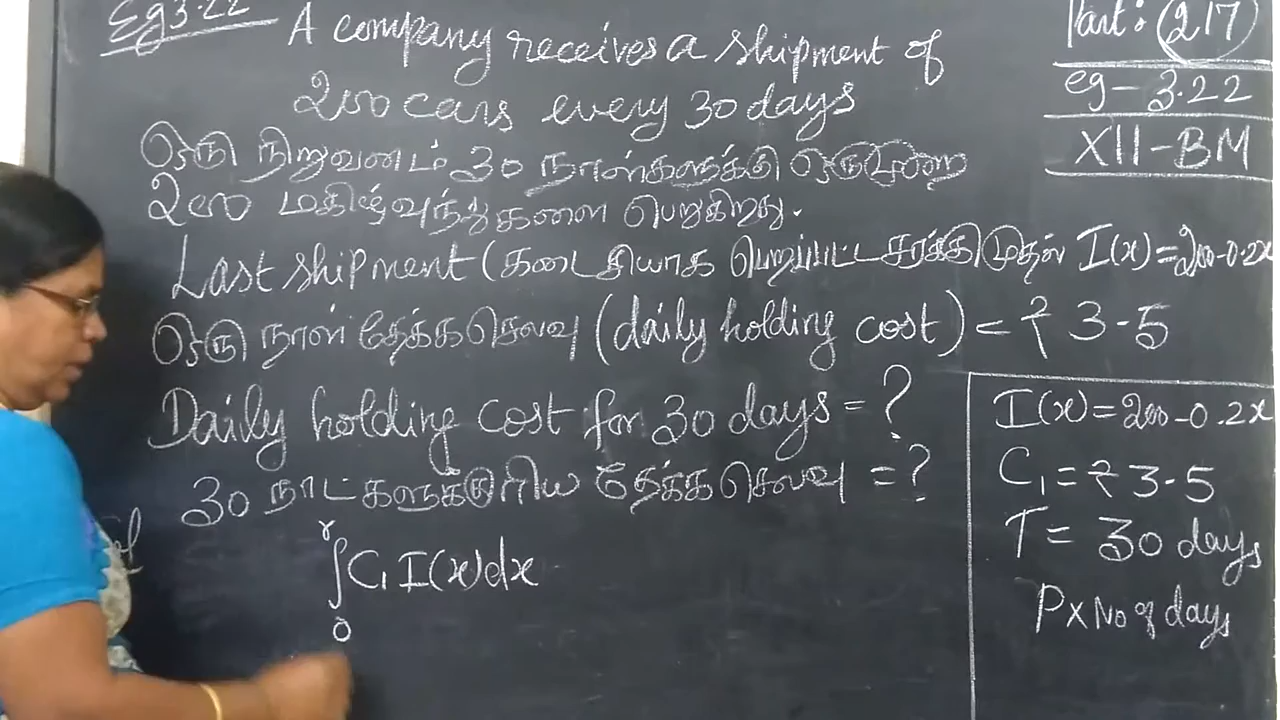 Eg 3.22
A company receives a shipment of
200 cars every 30 days
ஒரு நிறுவனம் 30 நாள்களுக்கு ஒருமுறை
200 மகிழ்வுந்துகளை பெறுகிறது.
Last shipment (கடைசியாக பெறப்பட்ட சரக்கு முதல் I(x)=200-0.2x
ஒரு நாள் தேக்க செலவு (daily holding cost) = ₹ 3.5
Daily holding cost for 30 days = ?
30 நாட்களுக்குரிய தேக்க செலவு = ?
∫ C₁ I(x) dx
0
Part: 217
eg - 3.22
XII-BM
I(x) = 200-0.2x
C₁ = ₹ 3.5
T = 30 days
P x No of days